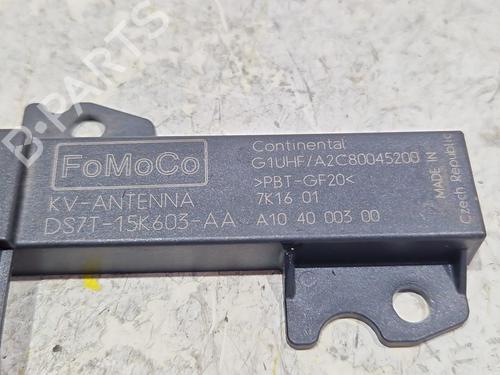 B-PARTS
FoMoCo
KV-ANTENNA
DS7T-15K603-AA
Continental
G1UHF/A2C80045200
>PBT-GF20<
7K16 01
A10 40 003 00
MADE IN
Czech Republic